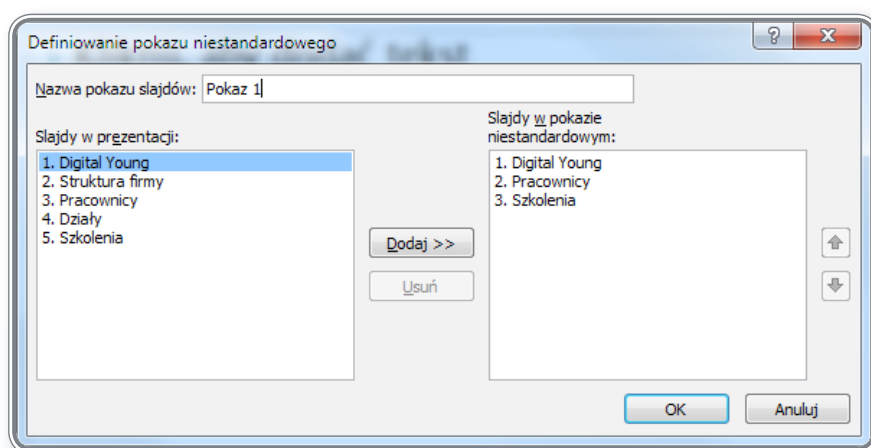 Definiowanie pokazu niestandardowego
Nazwa pokazu slajdów: Pokaz 1
Slajdy w prezentacji:
1. Digital Young
2. Struktura firmy
3. Pracownicy
4. Działy
5. Szkolenia
Dodaj >>
Usuń
Slajdy w pokazie
niestandardowym:
1. Digital Young
2. Pracownicy
3. Szkolenia
OK
Anuluj